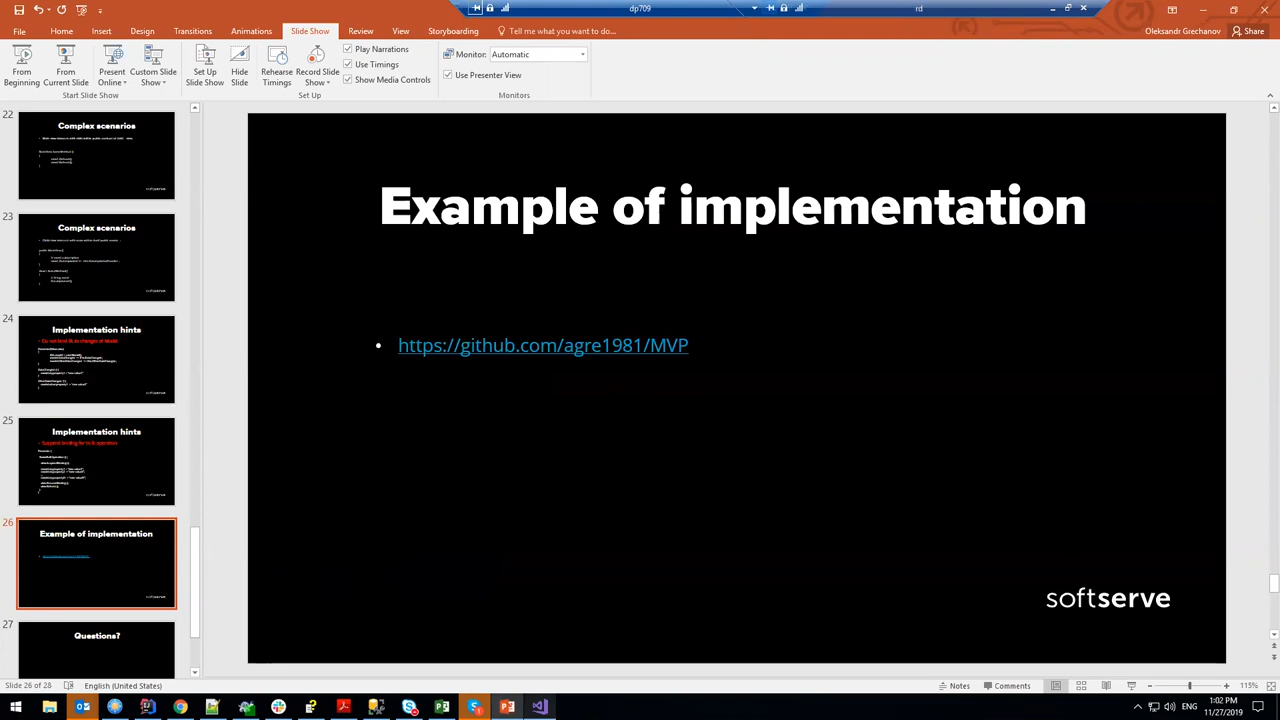 dp709
rd
File Home Insert Design Transitions Animations Slide Show Review View Storyboarding Tell me what you want to do...
Oleksandr Grechanov Share
From Beginning
From Current Slide
Present Online
Custom Slide Show
Set Up Slide Show
Hide Slide
Rehearse Timings
Record Slide Show
Play Narrations
Use Timings
Show Media Controls
Monitor: Automatic
Use Presenter View
Start Slide Show
Set Up
Monitors
22
Complex scenarios
softserve
23
Complex scenarios
softserve
24
Implementation hints
softserve
25
Implementation hints
softserve
26
Example of implementation
softserve
27
Questions?
Example of implementation
• https://github.com/agre1981/MVP
softserve
Slide 26 of 28 English (United States)
Notes Comments 115%
ENG
1:02 PM
11/27/2019